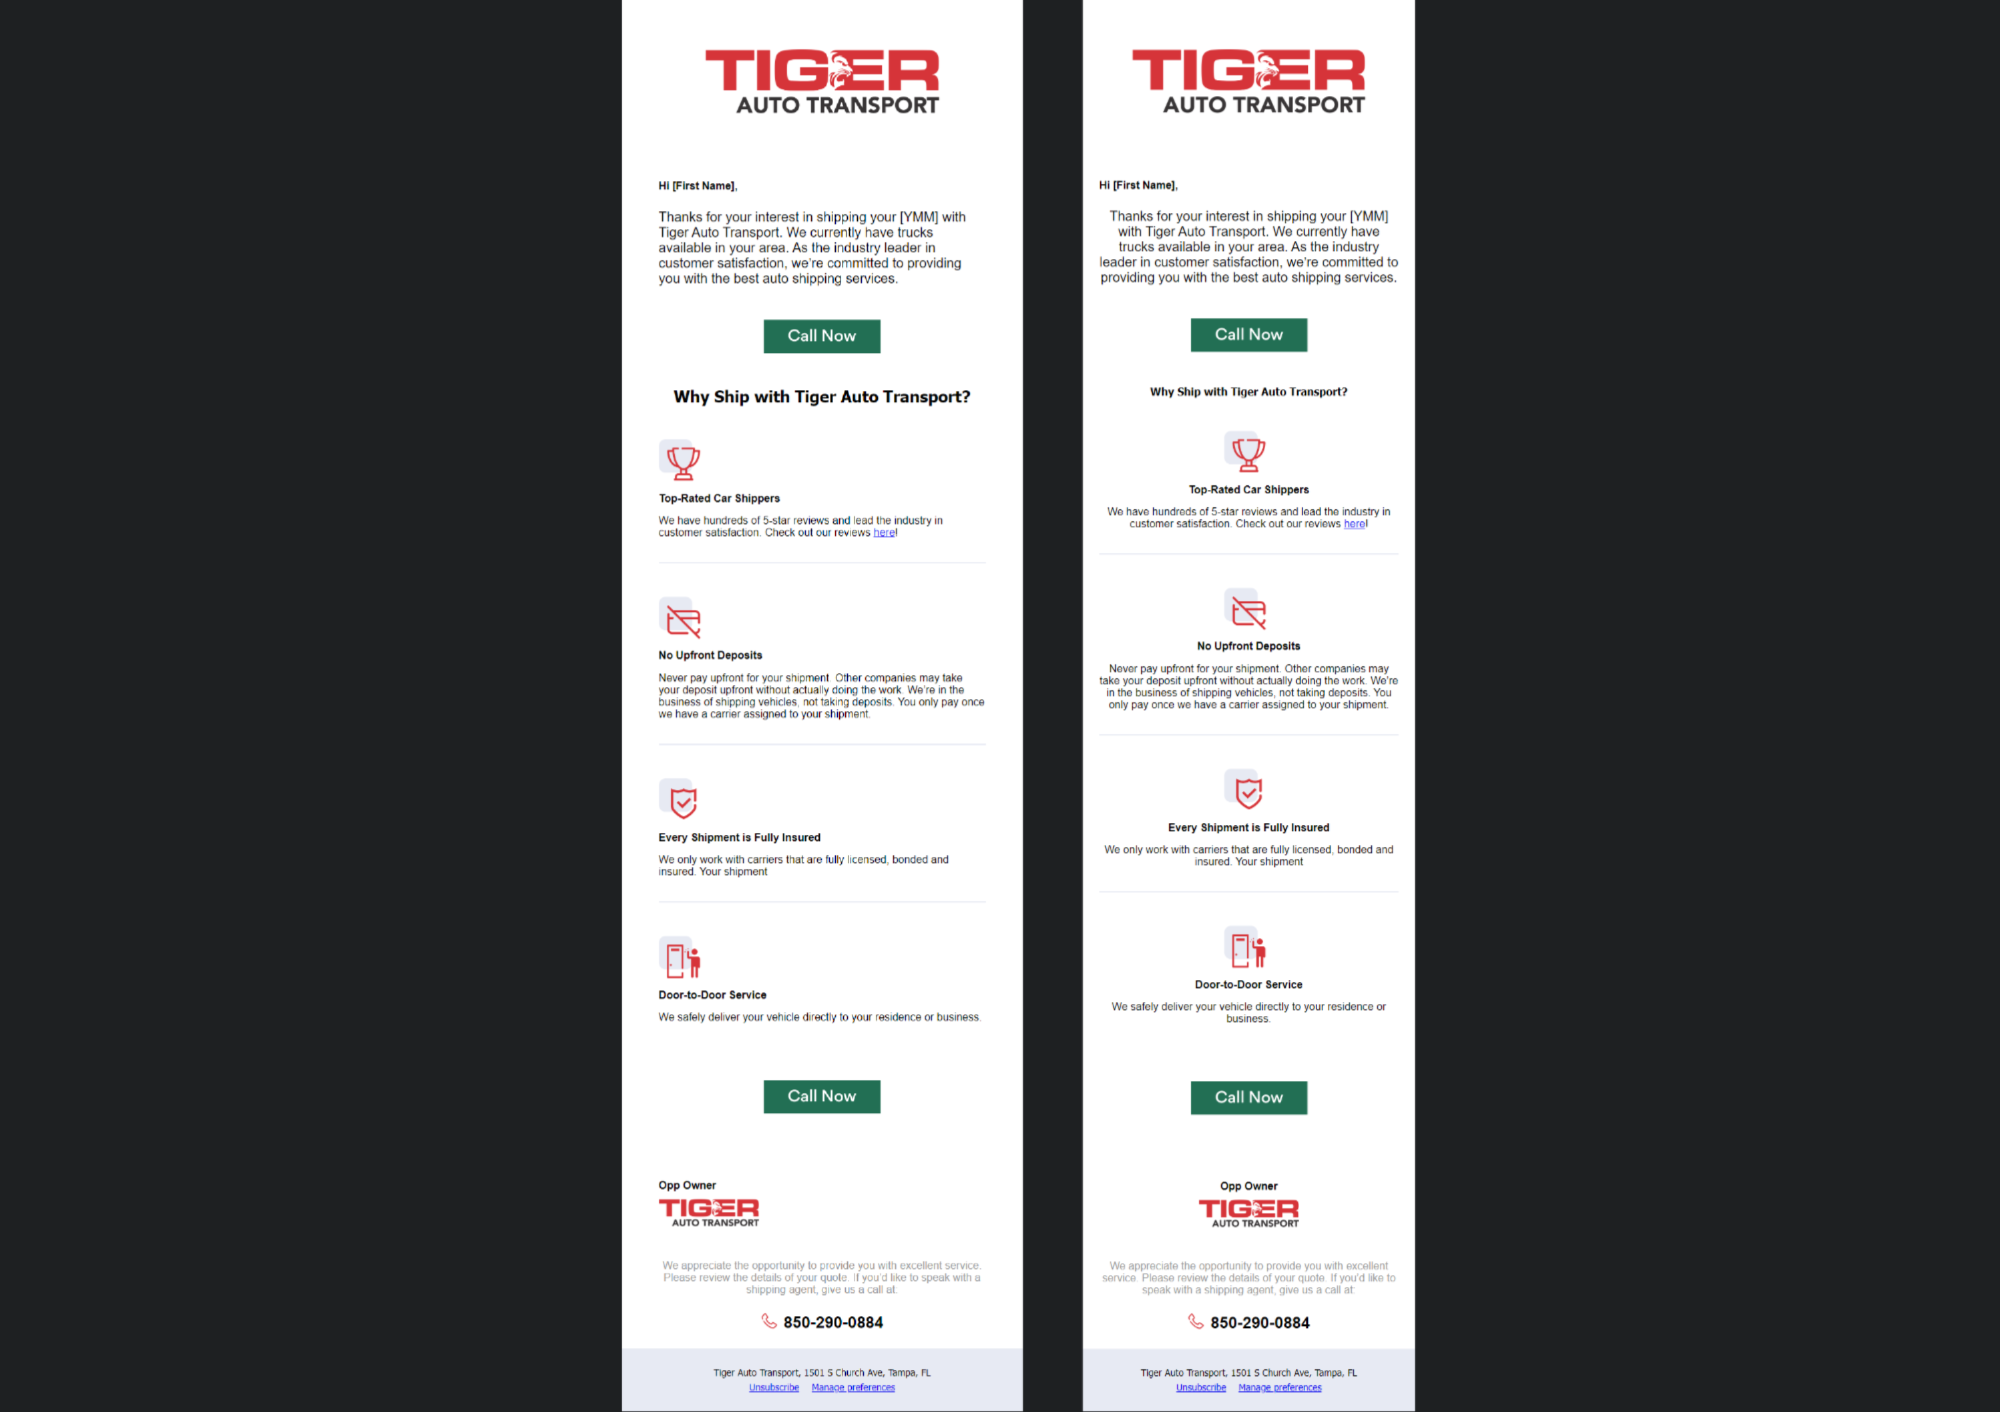 TIGER
AUTO TRANSPORT
Hi [First Name],
Thanks for your interest in shipping your [YMM] with
Tiger Auto Transport. We currently have trucks
available in your area. As the industry leader in
customer satisfaction, we're committed to providing
you with the best auto shipping services.
Call Now
Why Ship with Tiger Auto Transport?
Top-Rated Car Shippers
We have hundreds of 5-star reviews and lead the industry in
customer satisfaction. Check out our reviews here!
No Upfront Deposits
Never pay upfront for your shipment. Other companies may take
your deposit upfront without actually doing the work. We're in the
business of shipping vehicles, not taking deposits. You only pay once
we have a carrier assigned to your shipment.
Every Shipment is Fully Insured
We only work with carriers that are fully licensed, bonded and
insured. Your shipment
Door-to-Door Service
We safely deliver your vehicle directly to your residence or business.
Call Now
Opp Owner
TIGER
AUTO TRANSPORT
We appreciate the opportunity to provide you with excellent service.
Please review the details of your quote. If you'd like to speak with a
shipping agent, give us a call at:
850-290-0884
Tiger Auto Transport, 1501 S Church Ave, Tampa, FL
Unsubscribe Manage preferences
TIGER
AUTO TRANSPORT
Hi [First Name],
Thanks for your interest in shipping your [YMM]
with Tiger Auto Transport. We currently have
trucks available in your area. As the industry
leader in customer satisfaction, we're committed to
providing you with the best auto shipping services.
Call Now
Why Ship with Tiger Auto Transport?
Top-Rated Car Shippers
We have hundreds of 5-star reviews and lead the industry in
customer satisfaction. Check out our reviews here!
No Upfront Deposits
Never pay upfront for your shipment. Other companies may
take your deposit upfront without actually doing the work. We're
in the business of shipping vehicles, not taking deposits. You
only pay once we have a carrier assigned to your shipment.
Every Shipment is Fully Insured
We only work with carriers that are fully licensed, bonded and
insured. Your shipment
Door-to-Door Service
We safely deliver your vehicle directly to your residence or
business.
Call Now
Opp Owner
TIGER
AUTO TRANSPORT
We appreciate the opportunity to provide you with excellent
service. Please review the details of your quote. If you'd like to
speak with a shipping agent, give us a call at:
850-290-0884
Tiger Auto Transport, 1501 S Church Ave, Tampa, FL
Unsubscribe Manage preferences